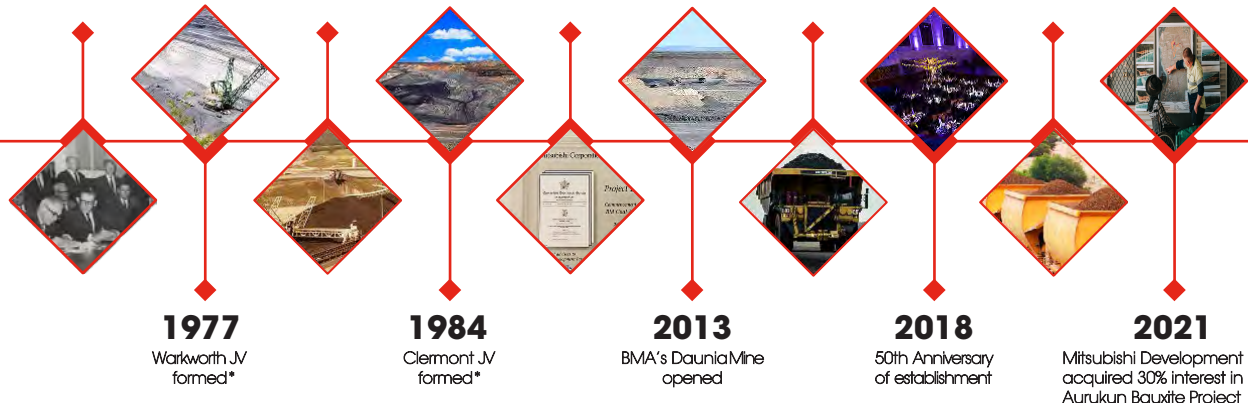 Project
1977
Warkworth JV
formed*
1984
Clermont JV
formed*
2013
BMA's Daunia Mine
opened
2018
50th Anniversary
of establishment
2021
Mitsubishi Development
acquired 30% interest in
Aurukun Bauxite Project